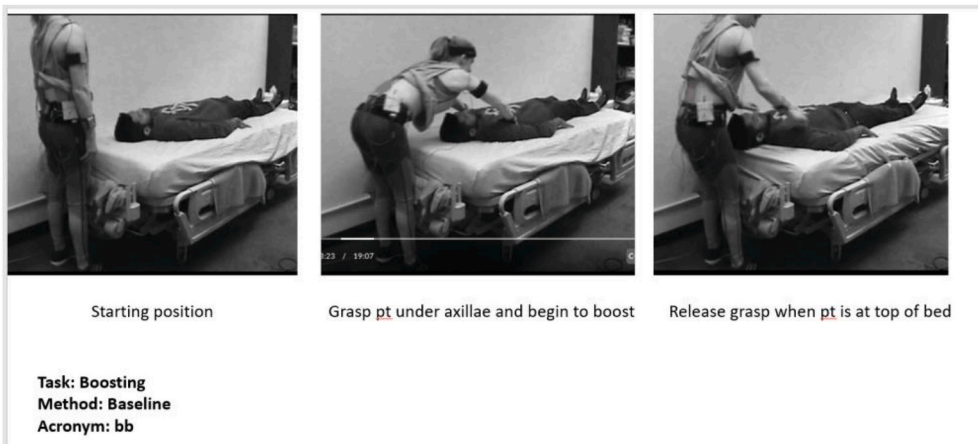 3:23 / 19:07
Starting position
Grasp pt under axillae and begin to boost
Release grasp when pt is at top of bed
Task: Boosting
Method: Baseline
Acronym: bb